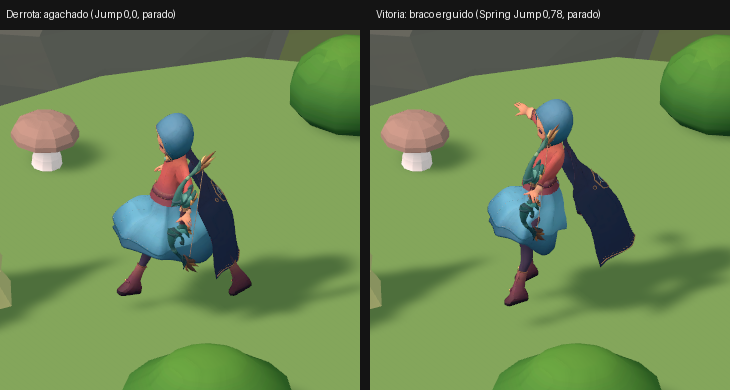 Derrota: agachado (Jump 0,0, parado)
Vitoria: braco erguido (Spring Jump 0,78, parado)